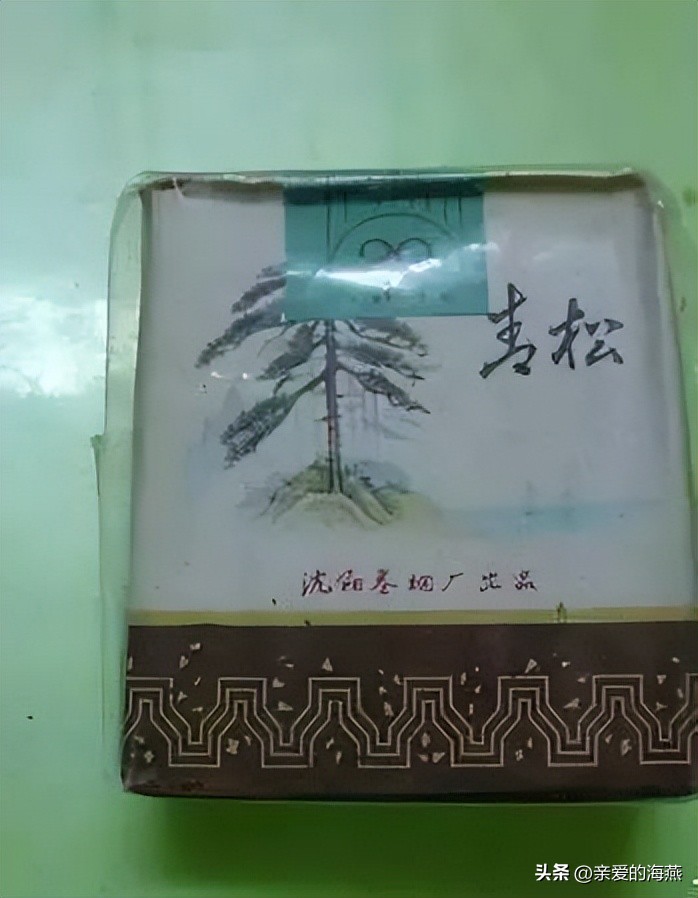 青松
沈阳卷烟厂出品
头条 @亲爱的海燕